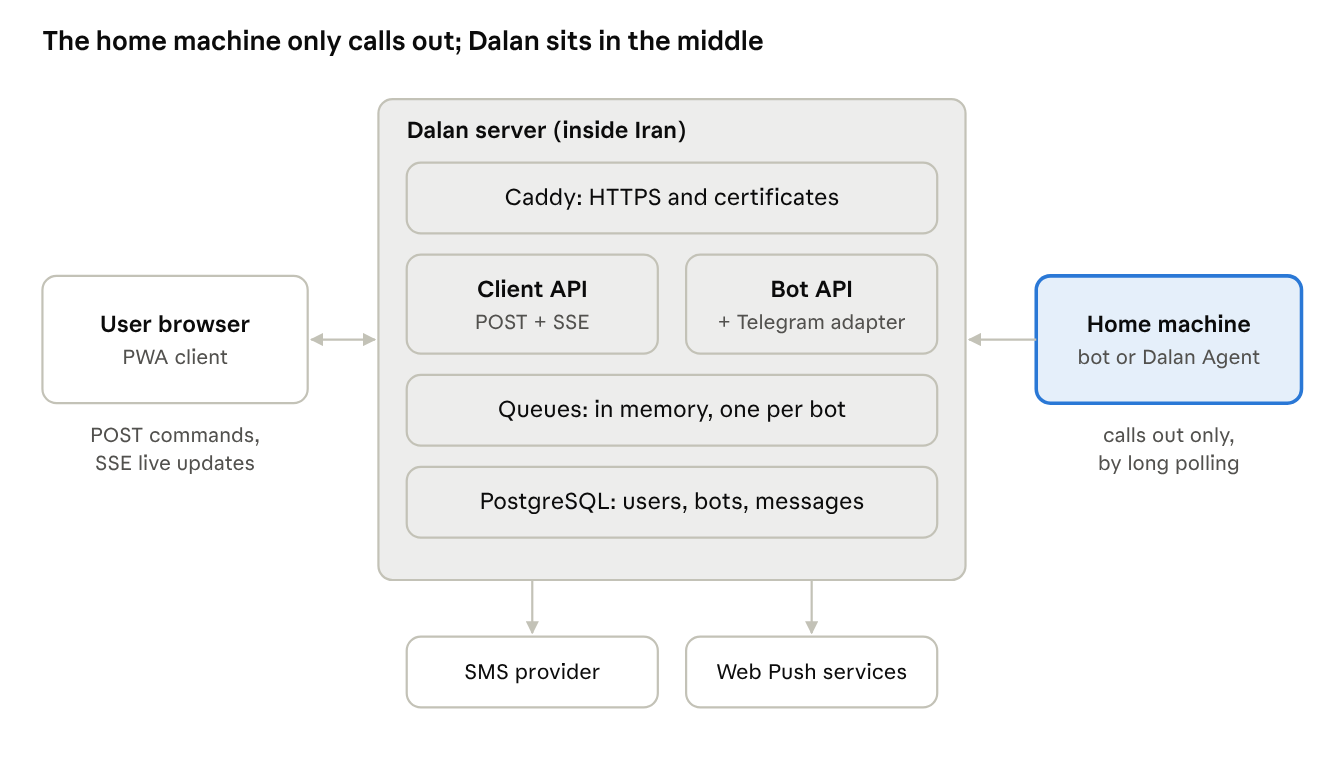 The home machine only calls out; Dalan sits in the middle
Dalan server (inside Iran)
Caddy: HTTPS and certificates
Client API
POST + SSE
Bot API
+ Telegram adapter
User browser
PWA client
Home machine
bot or Dalan Agent
Queues: in memory, one per bot
POST commands,
SSE live updates
calls out only,
by long polling
PostgreSQL: users, bots, messages
SMS provider
Web Push services